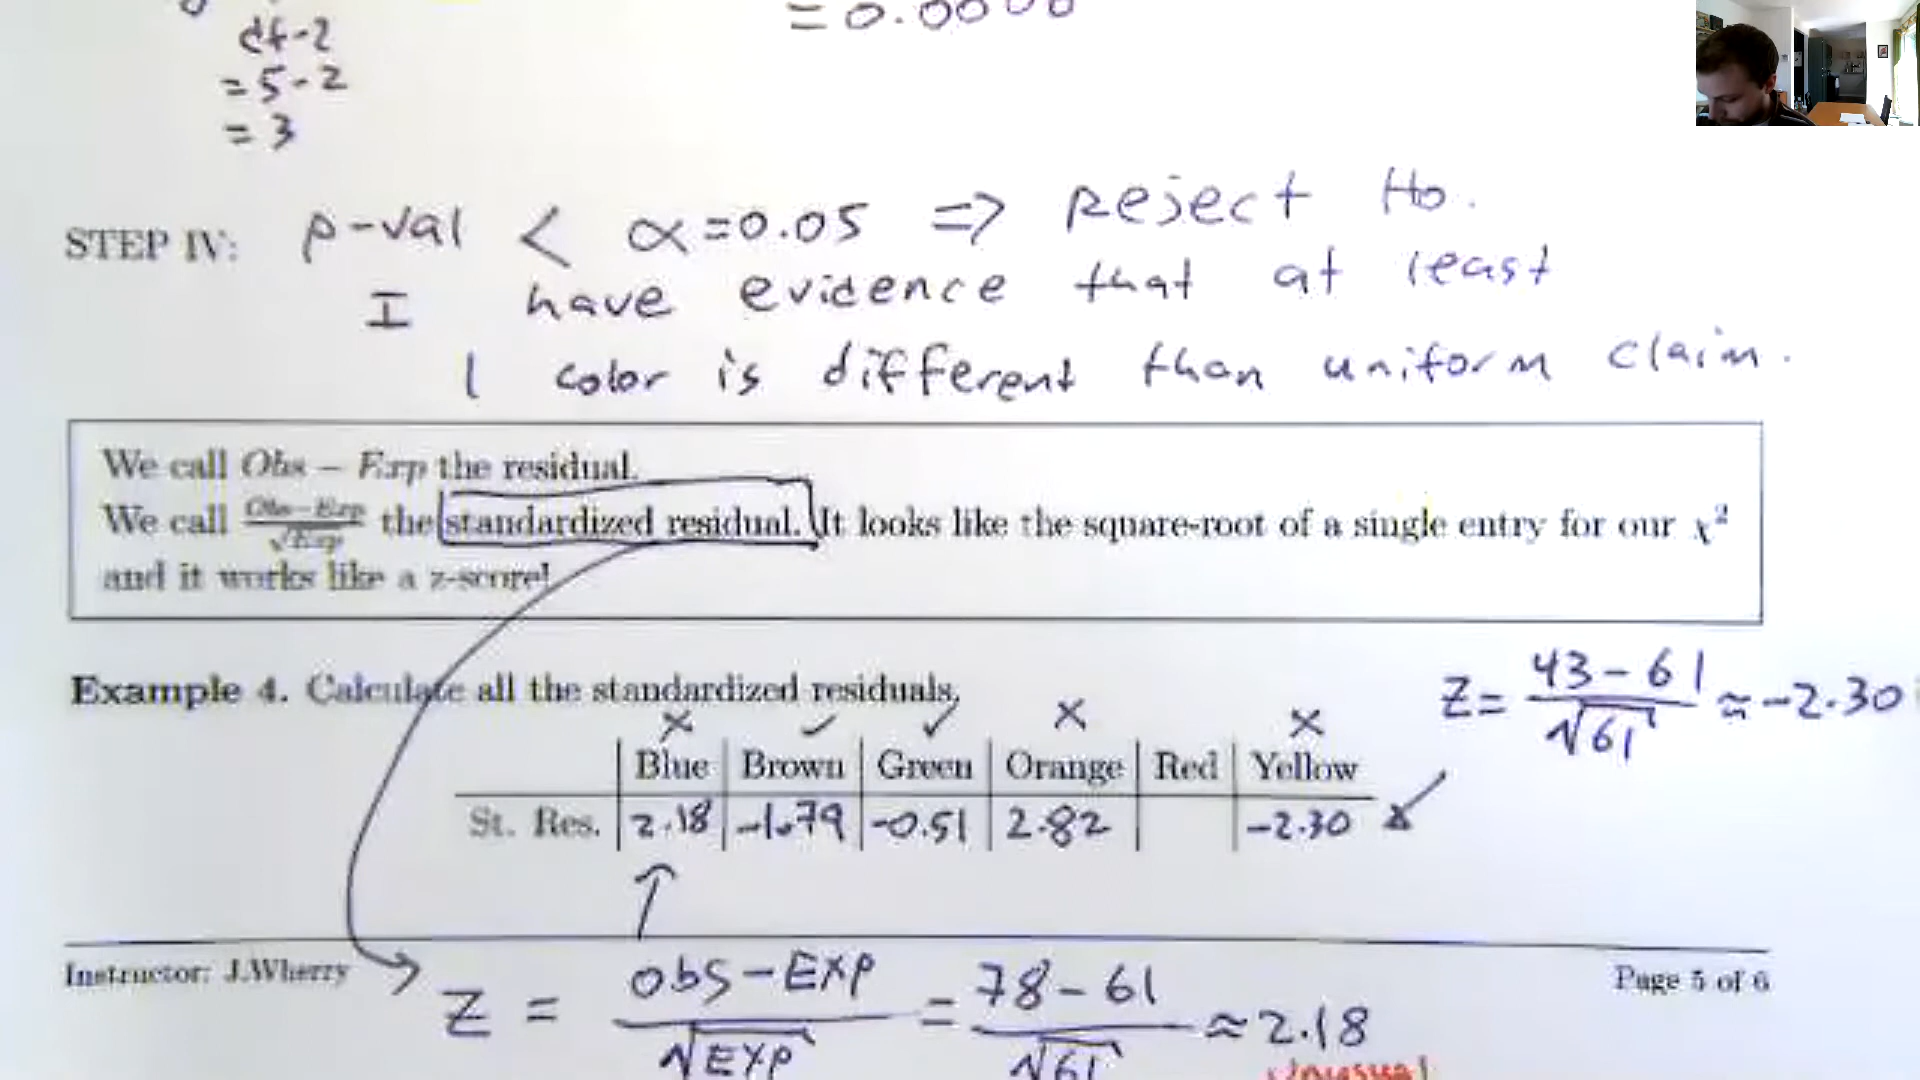 = 0.00
df-2
= 5-2
= 3
STEP IV: p-val < α=0.05 => Reject Ho.
I have evidence that at least
1 color is different than uniform claim.
We call Obs − Exp the residual.
We call Obs−Exp/√Exp the standardized residual. It looks like the square-root of a single entry for our χ²
and it works like a z-score!
Example 4. Calculate all the standardized residuals.
Z = 43-61/√61 ≈ -2.30
x ✓ ✓ x x
Blue Brown Green Orange Red Yellow
St. Res. 2.18 -1.79 -0.51 2.82 -2.30
Instructor: J.Wherry
Page 5 of 6
Z = Obs-Exp/√Exp = 78-61/√61 ≈ 2.18
unusual